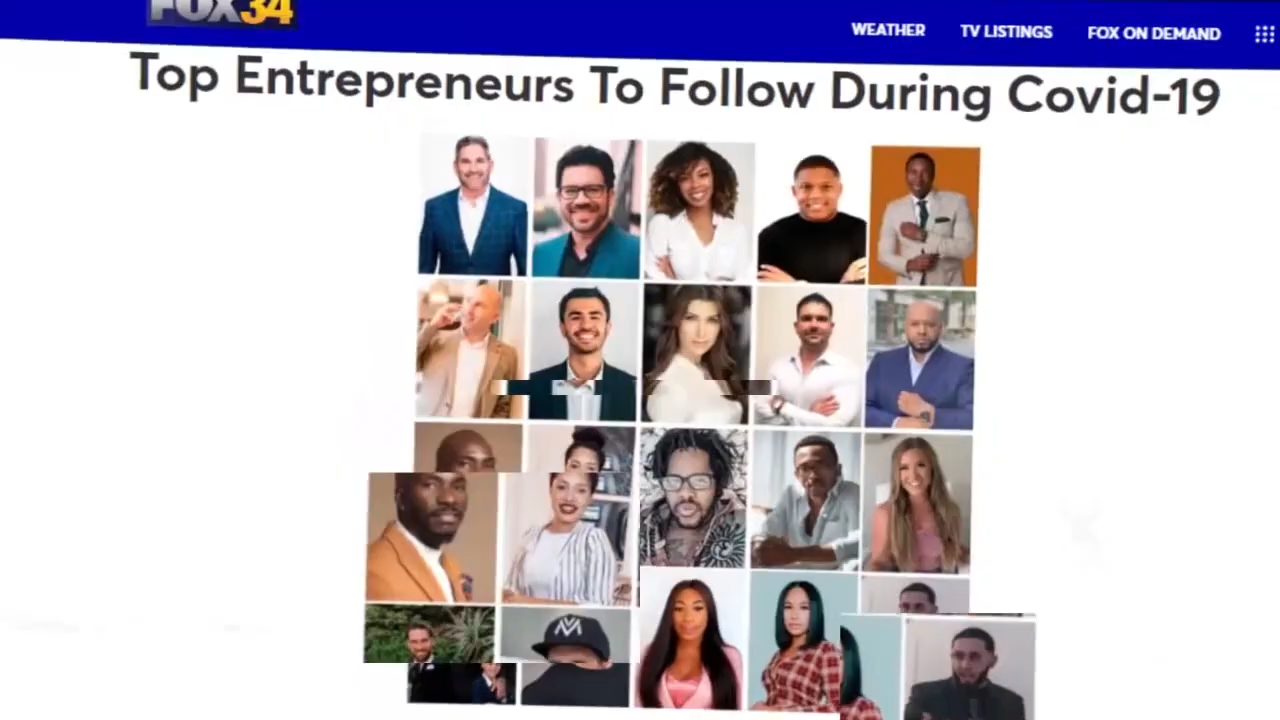 FOX34
WEATHER TV LISTINGS FOX ON DEMAND
Top Entrepreneurs To Follow During Covid-19